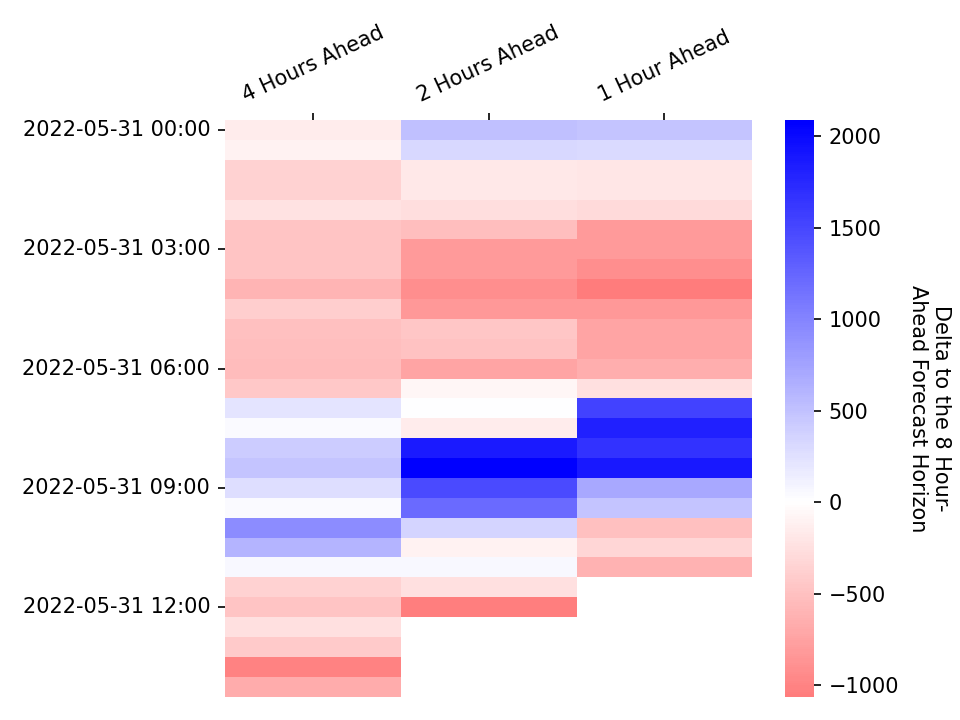 4 Hours Ahead
2 Hours Ahead
1 Hour Ahead
2022-05-31 00:00
2022-05-31 03:00
2022-05-31 06:00
2022-05-31 09:00
2022-05-31 12:00
2000
1500
1000
500
0
−500
−1000
Delta to the 8 Hour-
Ahead Forecast Horizon